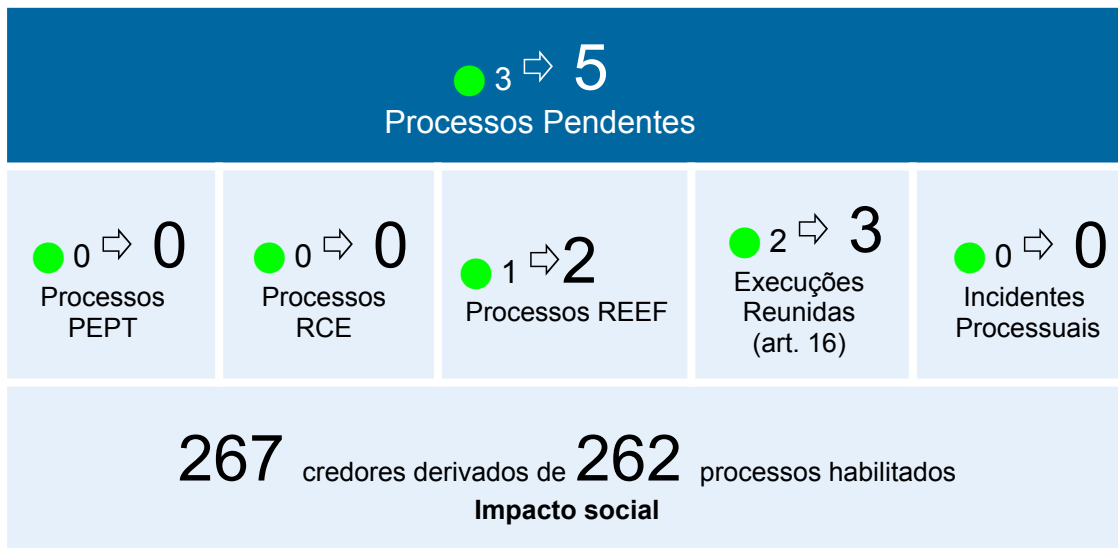 3 ⇨ 5
Processos Pendentes
0 ⇨ 0
Processos
PEPT
0 ⇨ 0
Processos
RCE
1 ⇨ 2
Processos REEF
2 ⇨ 3
Execuções
Reunidas
(art. 16)
0 ⇨ 0
Incidentes
Processuais
267 credores derivados de 262 processos habilitados
Impacto social